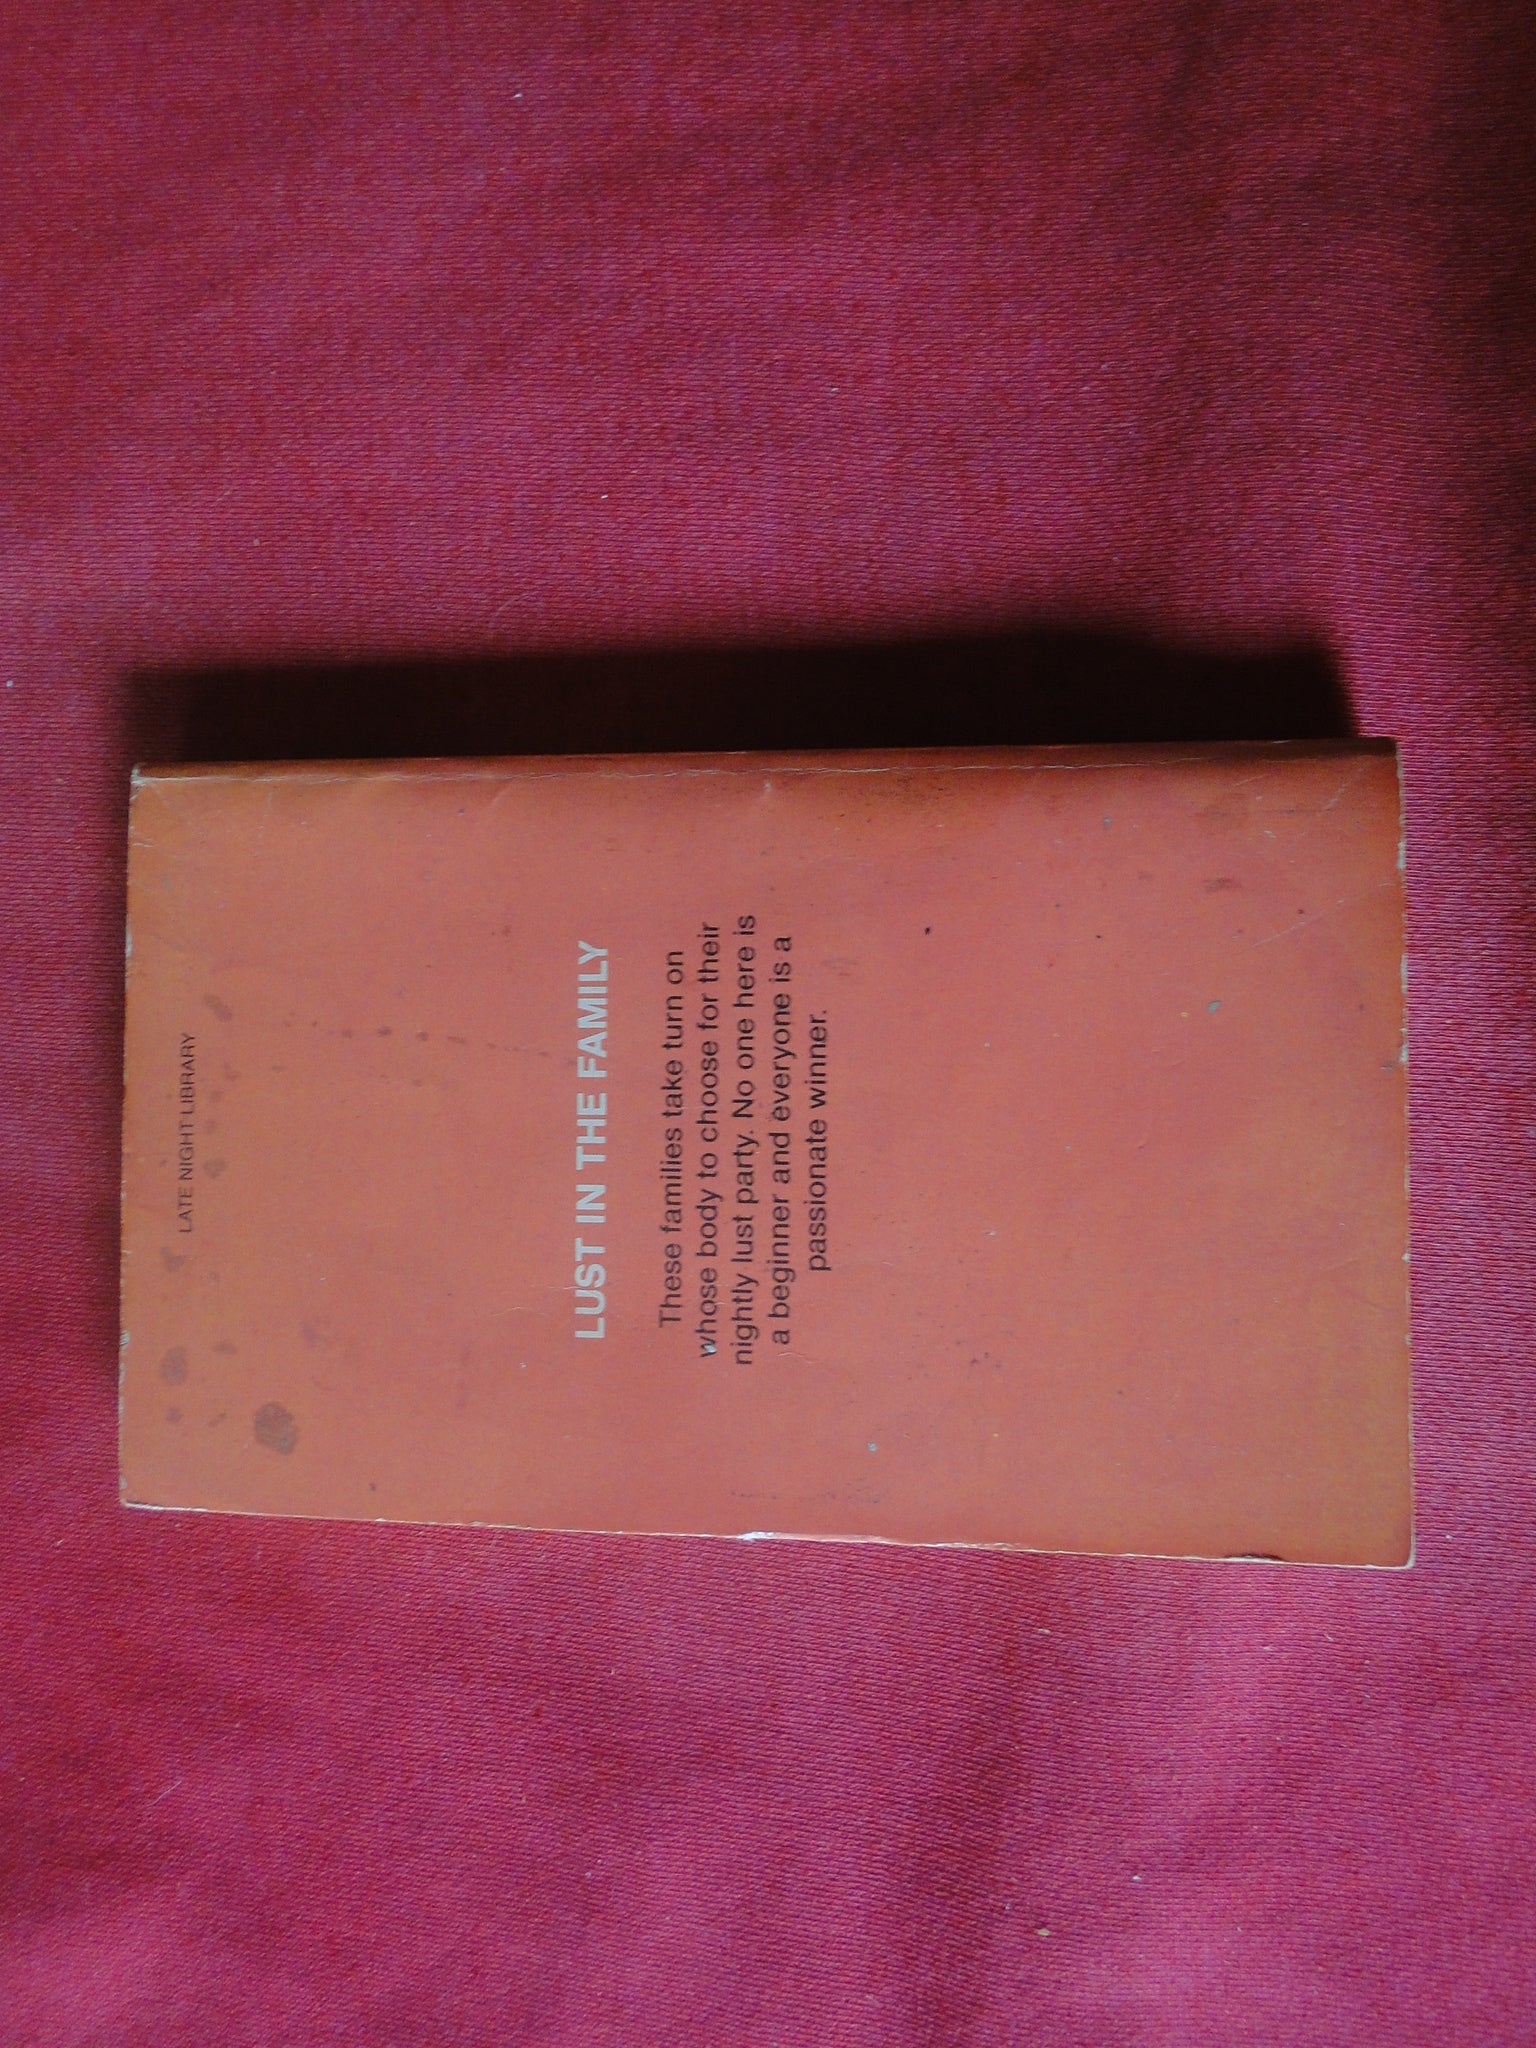 LATE NIGHT LIBRARY
LUST IN THE FAMILY
These families take turn on
whose body to choose for their
nightly lust party. No one here is
a beginner and everyone is a
passionate winner.